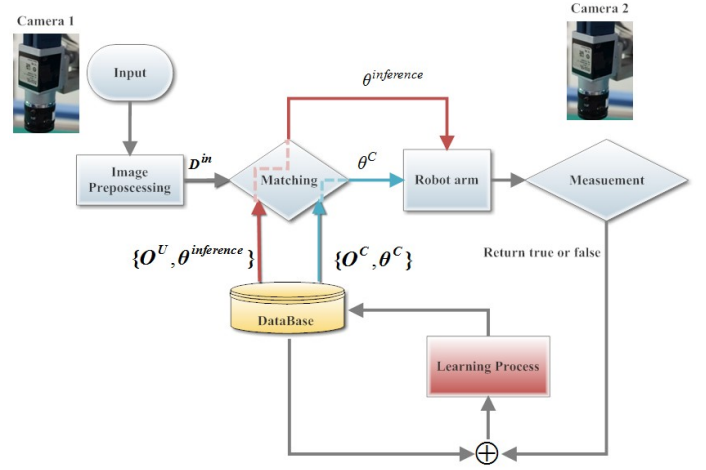 Camera 1
Camera 2
Input
θ^inference
Image
Preposcessing
D^in
Matching
θ^C
Robot arm
Measuement
{O^U, θ^inference}
{O^C, θ^C}
Return true or false
DataBase
Learning Process